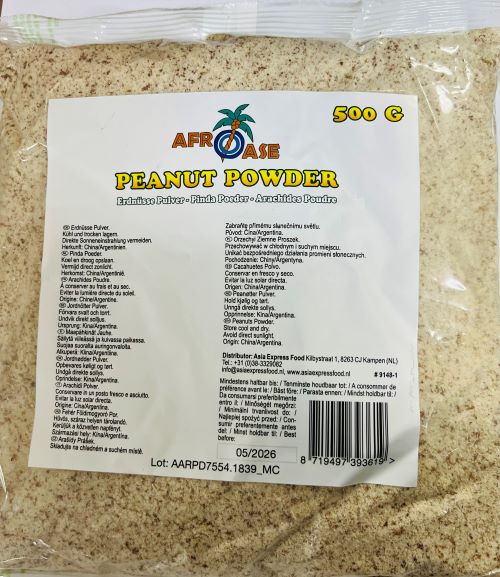 AFRO ASE
500 G
PEANUT POWDER
Erdnüsse Pulver - Pinda Poeder - Arachides Poudre
DE Erdnüsse Pulver.
Kühl und trocken lagern.
Direkte Sonneneinstrahlung vermeiden.
Herkunft: China/Argentinien.
Pinda Poeder.
Koel en droog opslaan.
Vermijd direct zonlicht.
Herkomst: China/Argentinië.
Arachides Poudre.
À conserver au frais et au sec.
Eviter la lumière directe du soleil.
Origine: Chine/Argentine.
Jordnötter Pulver.
Förvara svalt och torrt.
Undvik direkt solljus.
Ursprung: Kina/Argentina.
Maapähkinät Jauhe.
Säilytä viileässä ja kuivassa paikassa.
Suojaa suoralta auringonvalolta.
Alkuperä: Kiina/Argentiina.
Jordnødder Pulver.
Opbevares køligt og tørt.
Undgå direkte sollys.
Oprindelse: Kina/Argentina.
Arachidi Pulver.
Conservare in un posto fresco e asciutto.
Evitare la luce diretta del sole.
Origine: Cina/Argentina.
Fehér Földimogyoró Por.
Hűvös, száraz helyen tárolandó.
Kerüljük a közvetlen napfényt.
Származási hely: Kína/Argentina.
Arašídy Prášek.
Skladujte na chladném a suchém místě.
Zabraňte přímému slunečnímu světlu.
Původ: Čína/Argentina.
Orzechyi Ziemne Proszek.
Przechowywać w chłodnym i suchym miejscu.
Unikać bezpośredniego działania promieni słonecznych.
Pochodzenie: Chiny/Argentyna.
Cacahuetes Polvo.
Conservar en fresco y seco.
Evitar la luz solar directa.
Origen: China/Argentina.
Peanøtter Pulver.
Hold kjølig og tørt.
Unngå direkte sollys.
Opprinnelse: Kina/Argentina.
Peanuts Powder.
Store cool and dry.
Avoid direct sunlight.
Origin: China/Argentina.
Distributor: Asia Express Food Kilbystraat 1, 8263 CJ Kampen (NL)
Tel.: +31 (0)38-3329082
info@asiaexpressfood.nl, www.asiaexpressfood.nl
# 9148-1
Mindestens haltbar bis: / Tenminste houdbaar tot: / A consommer de
préférence avant le: / Bäst före: / Parasta ennen: / Mindst holdbar til: /
Da consumarsi preferibilmente
entro il: / Minőségét megőrzi:
/ Minimální trvanlivost do: /
Najlepiej spożyć przed: / Con-
sumir preferentemente antes
del: / Minst holdbar til: / Best
before:
05/2026
8 719497 393619 >
Lot: AARPD7554.1839_MC